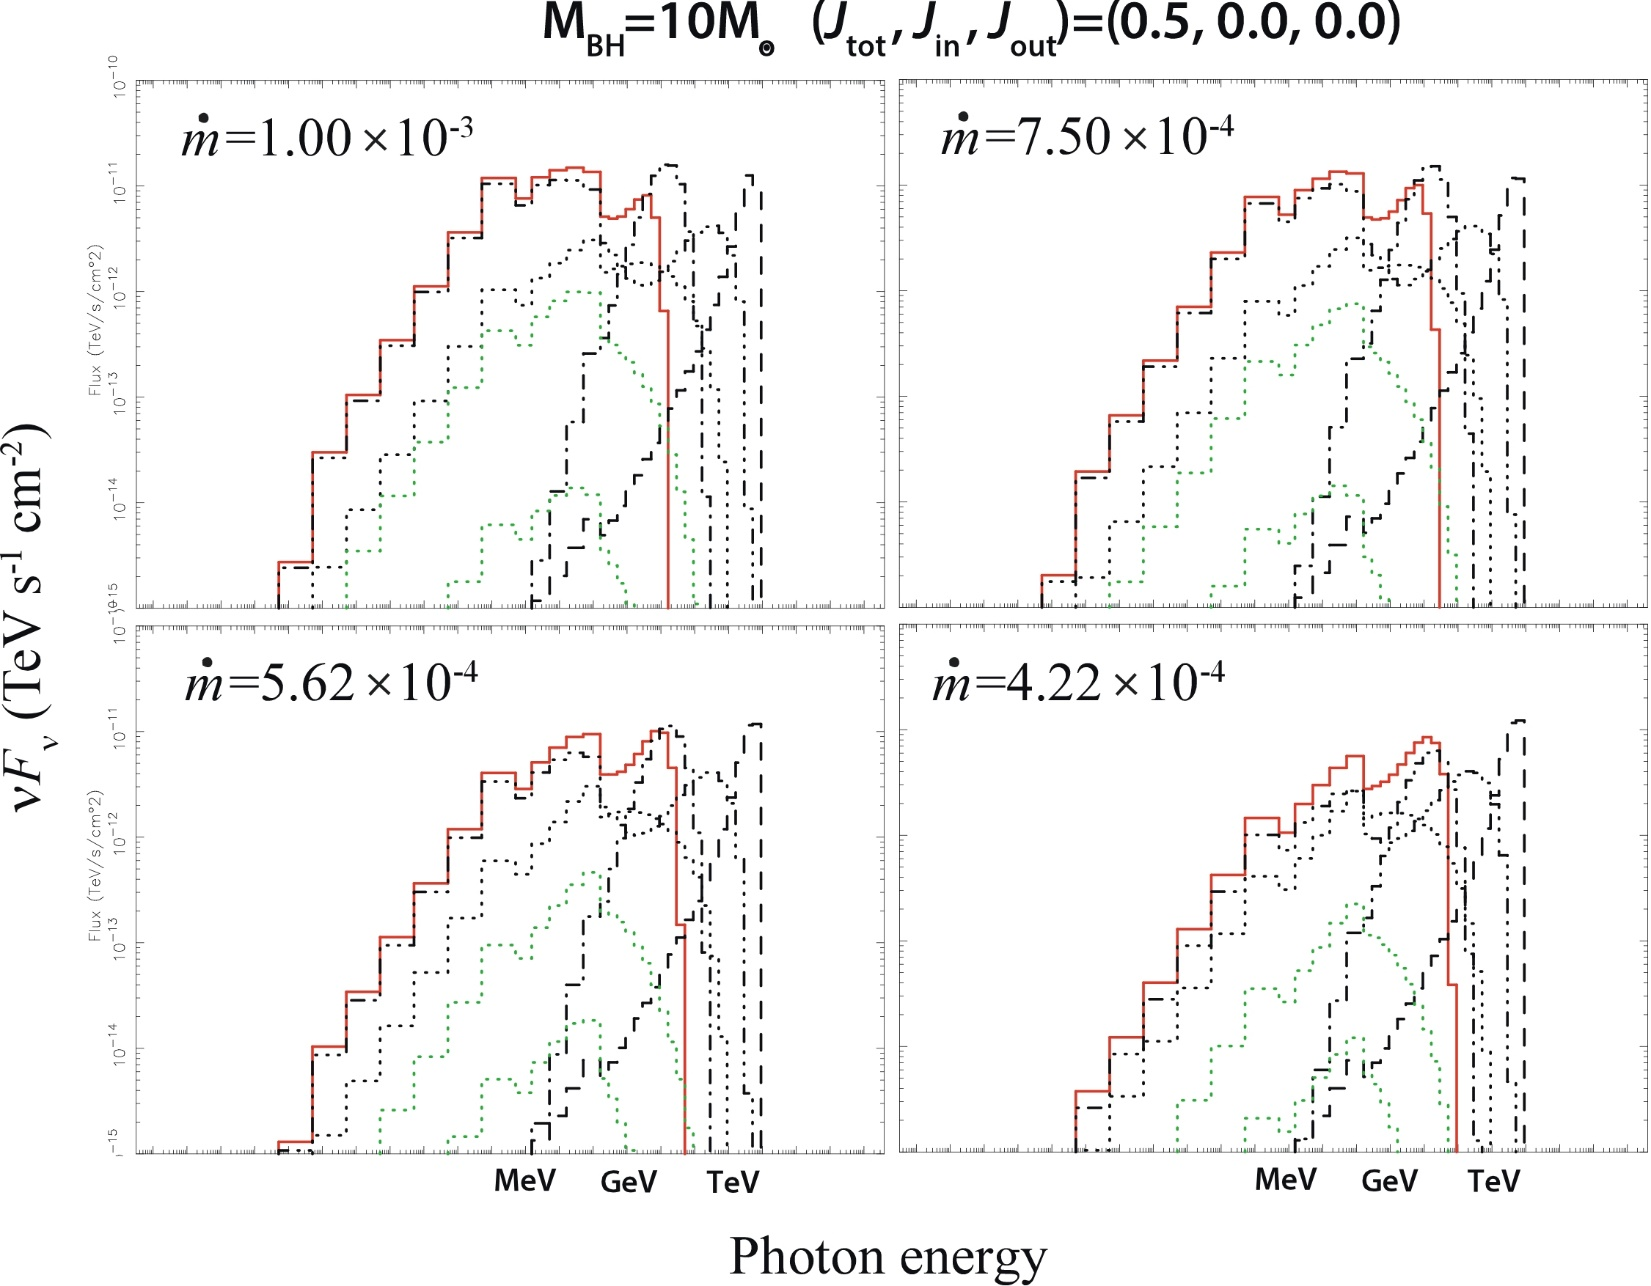 M_BH=10M_⊙ (J_tot, J_in, J_out)=(0.5, 0.0, 0.0)
ṁ=1.00×10^-3
ṁ=7.50×10^-4
10^-10
10^-11
10^-12
10^-13
10^-14
Flux (TeV/s/cm^2)
ṁ=5.62×10^-4
ṁ=4.22×10^-4
10^-11
10^-12
10^-13
10^-14
Flux (TeV/s/cm^2)
νF_ν (TeV s^-1 cm^-2)
MeV GeV TeV
MeV GeV TeV
Photon energy